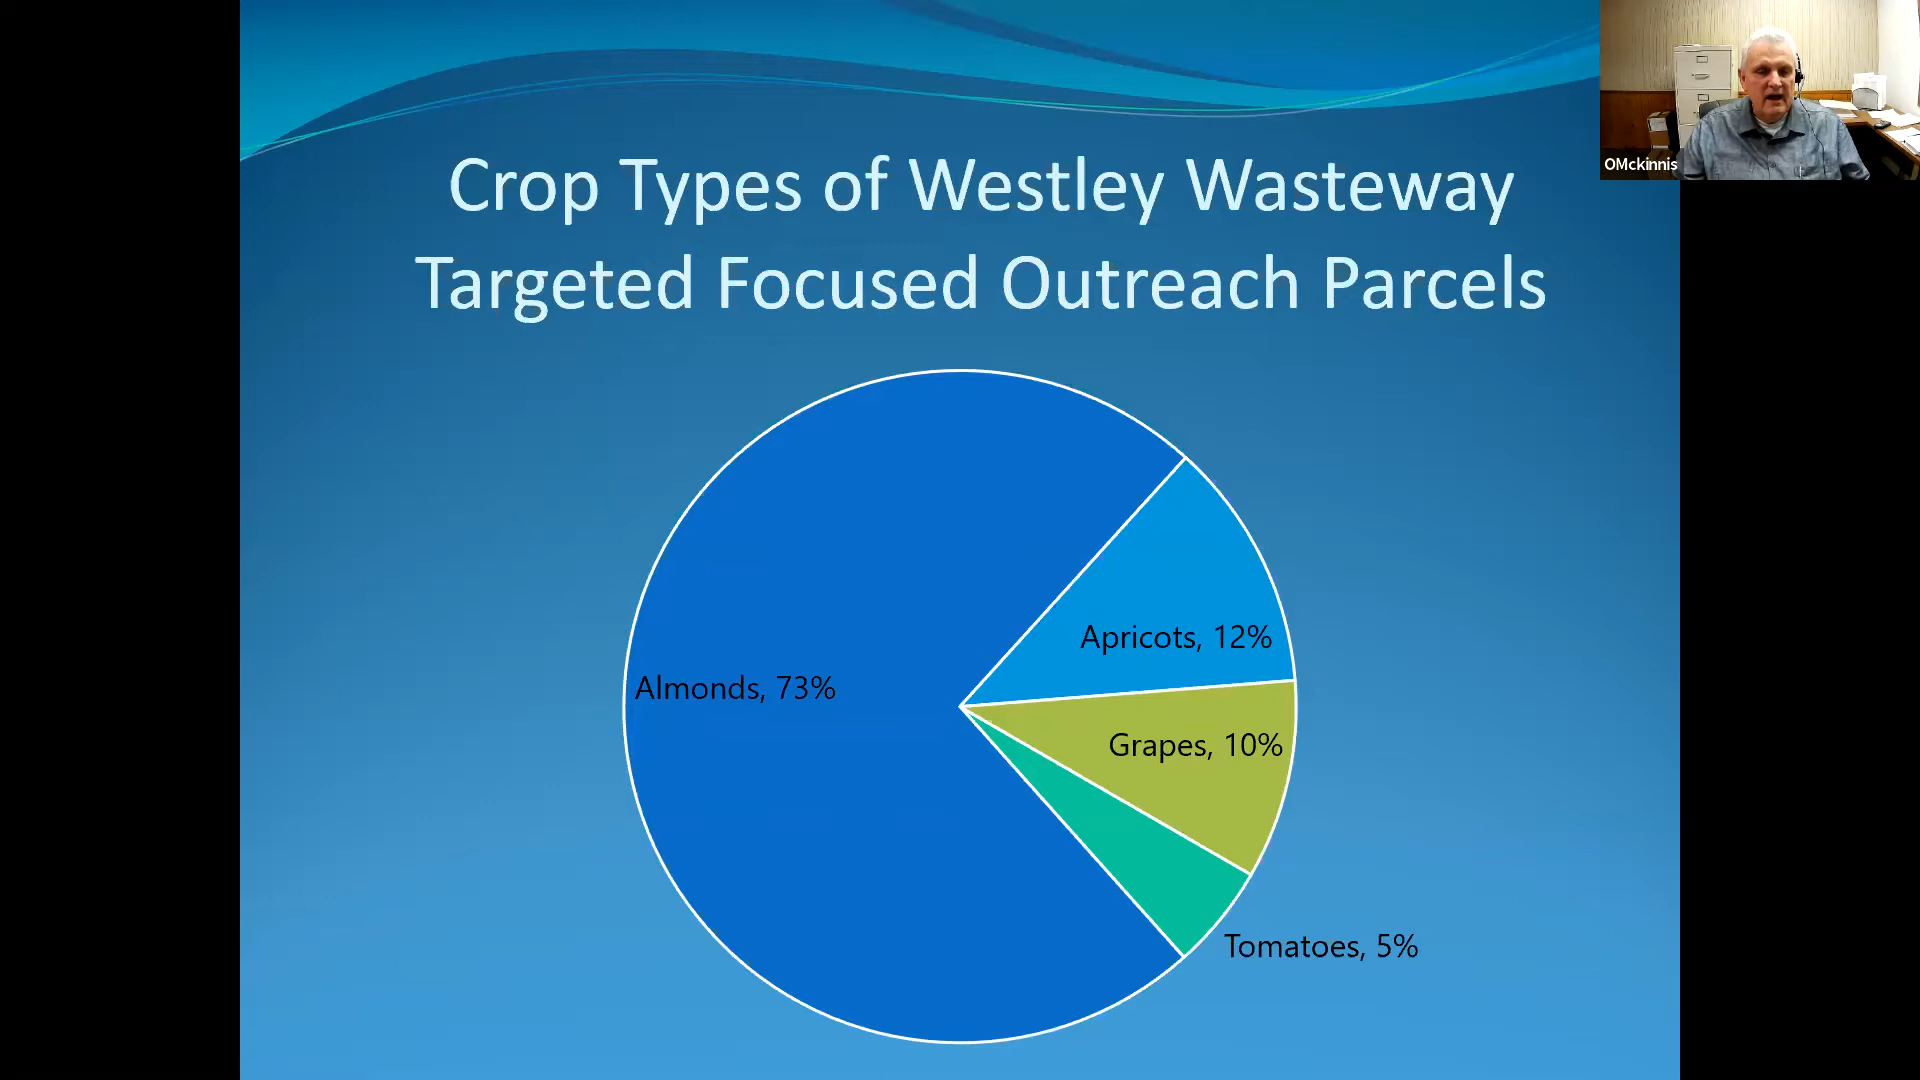 Crop Types of Westley Wasteway
Targeted Focused Outreach Parcels
OMckinnis
Apricots, 12%
Almonds, 73%
Grapes, 10%
Tomatoes, 5%